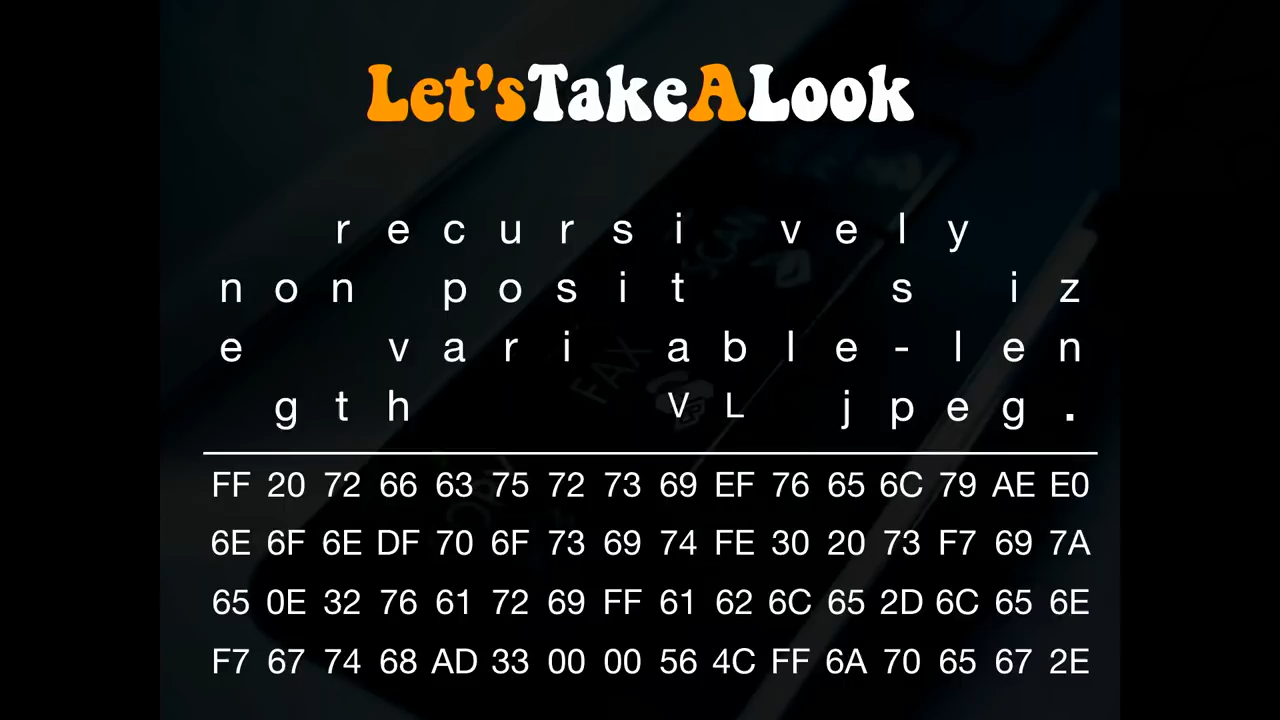 Let'sTakeALook
r e c u r s i v e l y
n o n p o s i t s i z
e v a r i a b l e - l e n
g t h V L j p e g .
FF 20 72 66 63 75 72 73 69 EF 76 65 6C 79 AE E0
6E 6F 6E DF 70 6F 73 69 74 FE 30 20 73 F7 69 7A
65 0E 32 76 61 72 69 FF 61 62 6C 65 2D 6C 65 6E
F7 67 74 68 AD 33 00 00 56 4C FF 6A 70 65 67 2E